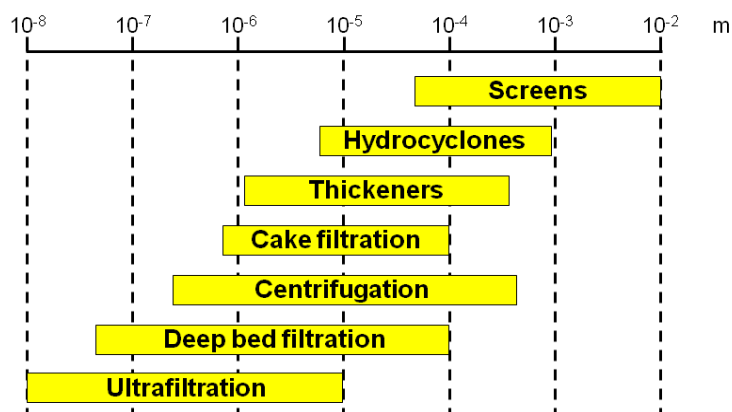 10-8 10-7 10-6 10-5 10-4 10-3 10-2 m
Screens
Hydrocyclones
Thickeners
Cake filtration
Centrifugation
Deep bed filtration
Ultrafiltration